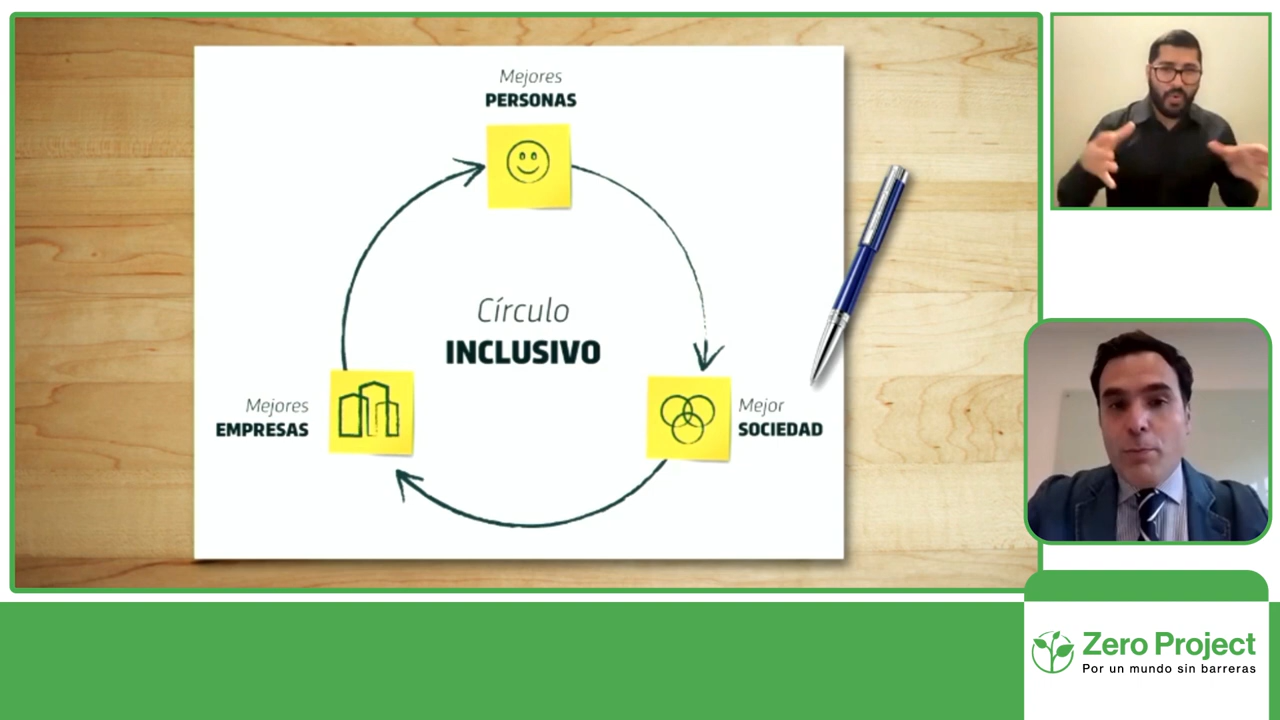 Mejores
PERSONAS
Círculo
INCLUSIVO
Mejores
EMPRESAS
Mejor
SOCIEDAD
Zero Project
Por un mundo sin barreras